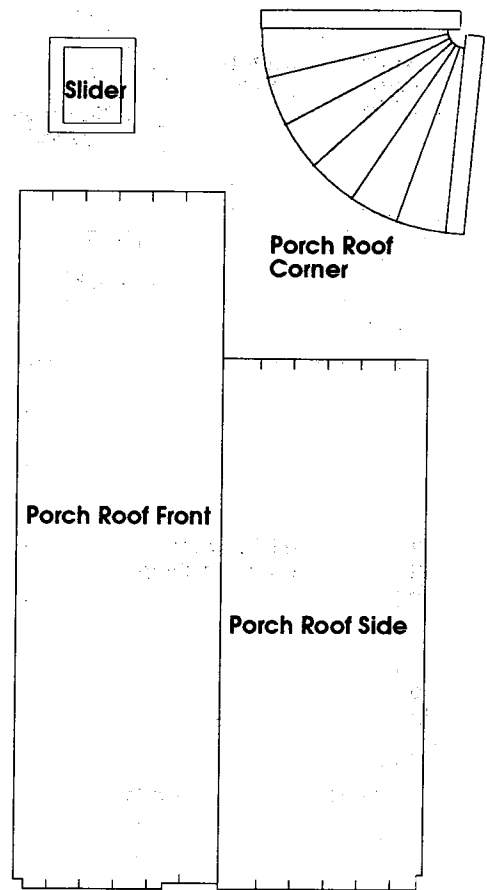 Slider
Porch Roof
Corner
Porch Roof Front
Porch Roof Side